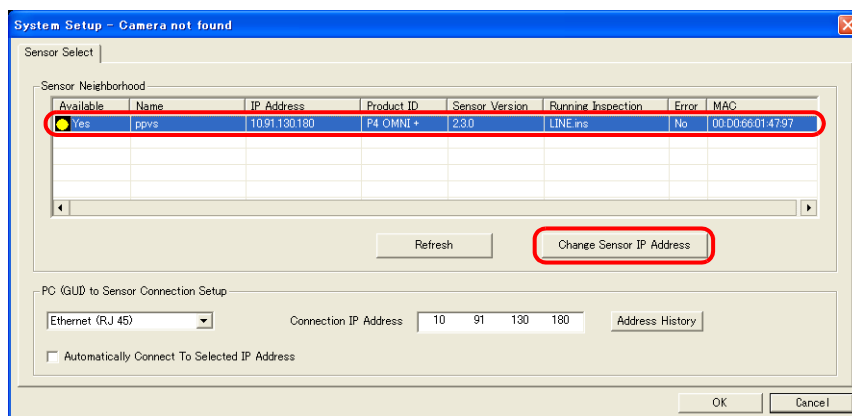 System Setup - Camera not found
Sensor Select
Sensor Neighborhood
Available Name IP Address Product ID Sensor Version Running Inspection Error MAC
Yes ppvs 10.91.130.180 P4 OMNI + 2.3.0 LINE.ins No 00:D0:66:01:47:97
Refresh Change Sensor IP Address
PC (GUI) to Sensor Connection Setup
Ethernet (RJ 45) Connection IP Address 10 91 130 180 Address History
Automatically Connect To Selected IP Address
OK Cancel